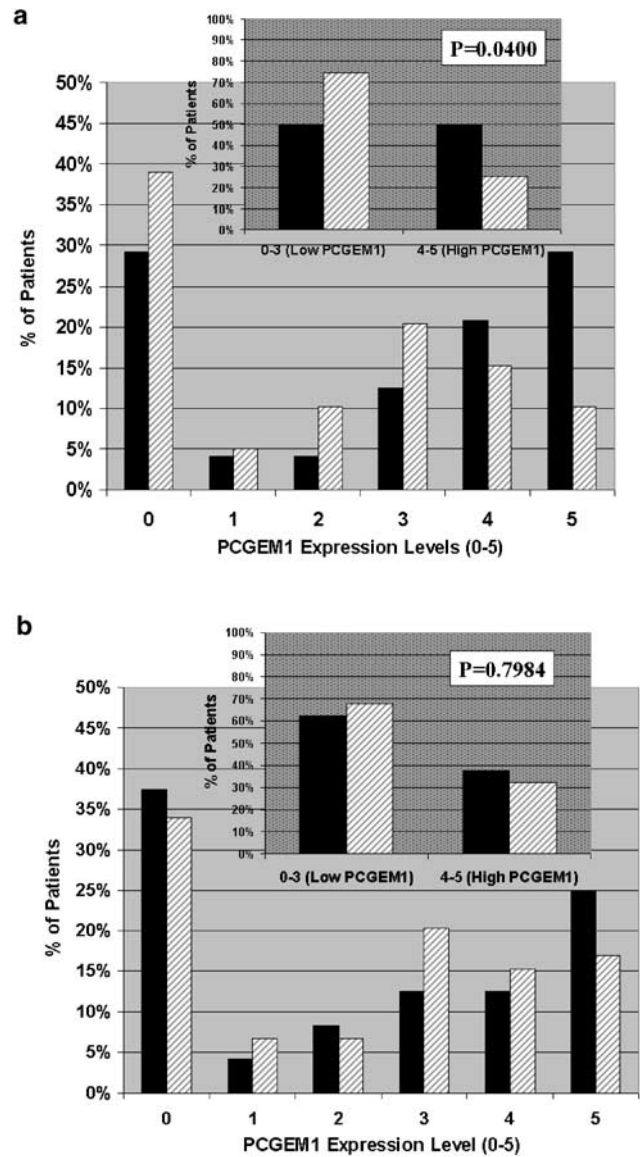 a
100%
90%
80%
70%
60%
50%
40%
30%
20%
10%
0%
% of Patients
P=0.0400
0-3 (Low PCGEM1)
4-5 (High PCGEM1)
50%
45%
40%
35%
30%
25%
20%
15%
10%
5%
0%
% of Patients
0 1 2 3 4 5
PCGEM1 Expression Levels (0-5)
b
100%
90%
80%
70%
60%
50%
40%
30%
20%
10%
0%
% of Patients
P=0.7984
0-3 (Low PCGEM1)
4-5 (High PCGEM1)
50%
45%
40%
35%
30%
25%
20%
15%
10%
5%
0%
% of Patients
0 1 2 3 4 5
PCGEM1 Expression Level (0-5)